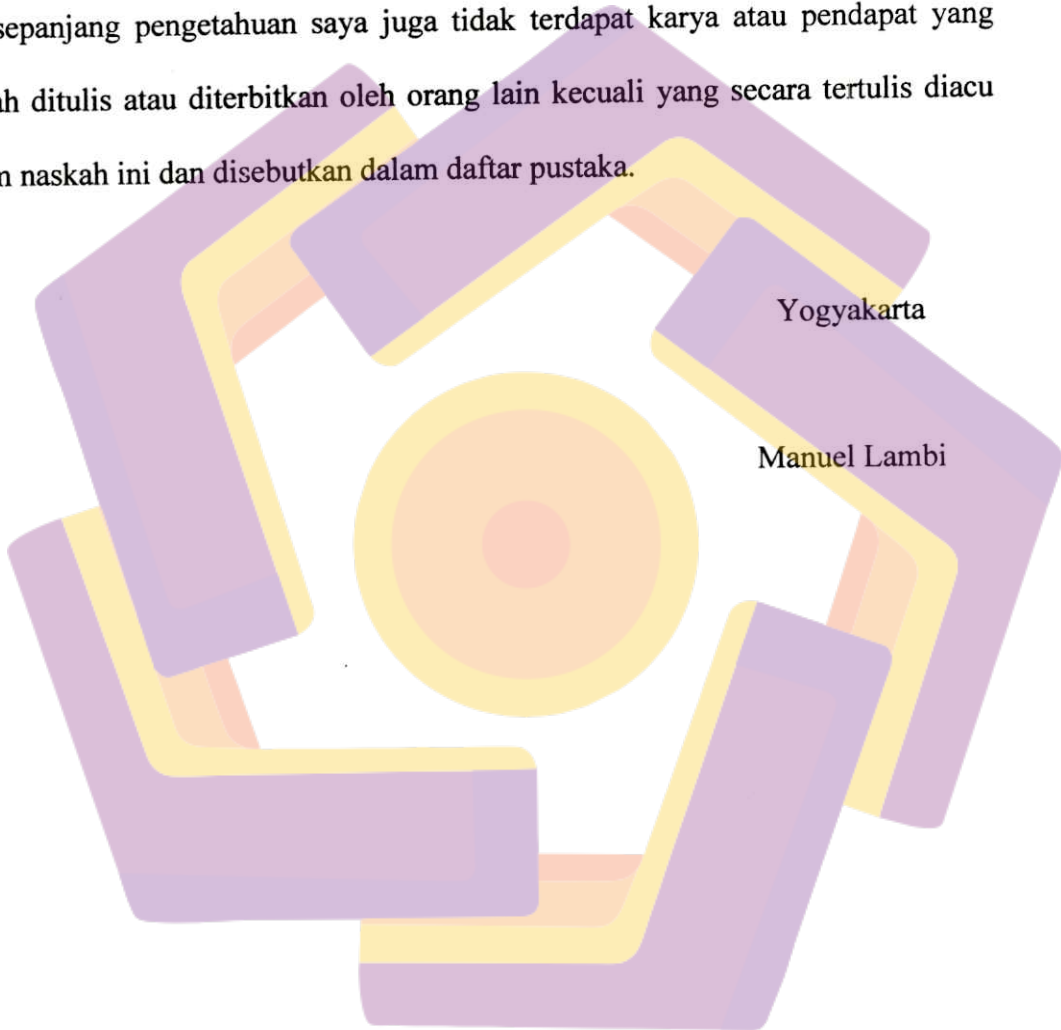 sepanjang pengetahuan saya juga tidak terdapat karya atau pendapat yang
ditulis atau diterbitkan oleh orang lain kecuali yang secara tertulis diacu
naskah ini dan disebutkan dalam daftar pustaka.
Yogyakarta
Manuel Lambi